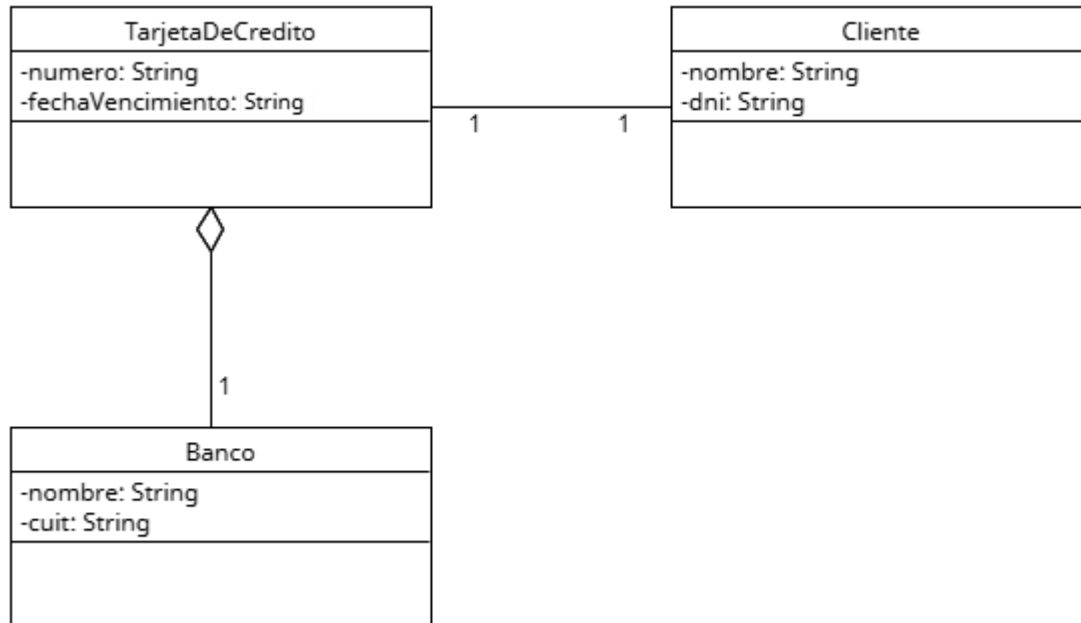 TarjetaDeCredito
-numero: String
-fechaVencimiento: String
Cliente
-nombre: String
-dni: String
1
1
1
Banco
-nombre: String
-cuit: String